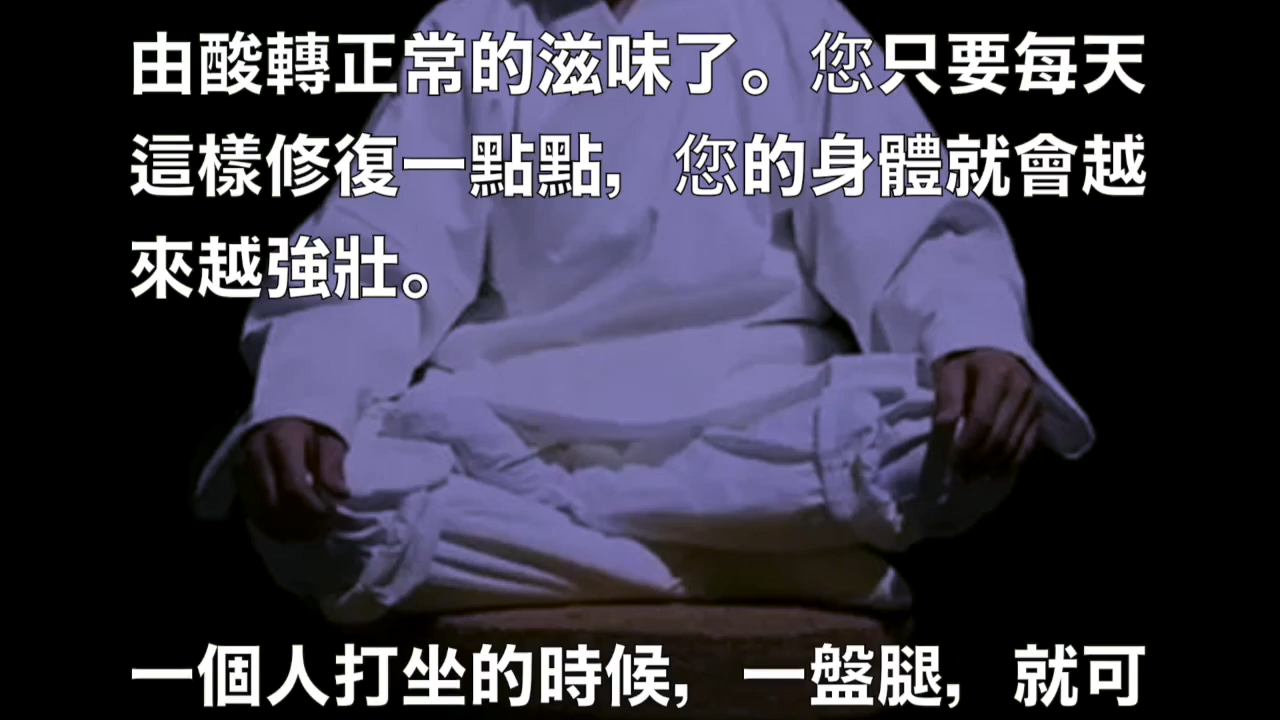 由酸轉正常的滋味了。您只要每天
這樣修復一點點，您的身體就會越
來越強壯。
一個人打坐的時候，一盤腿，就可